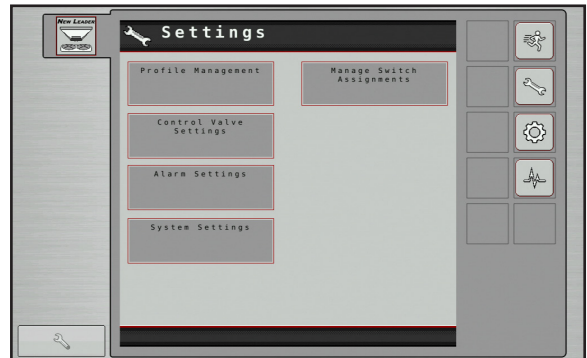 New Leader
Settings
Profile Management
Manage Switch
Assignments
Control Valve
Settings
Alarm Settings
System Settings